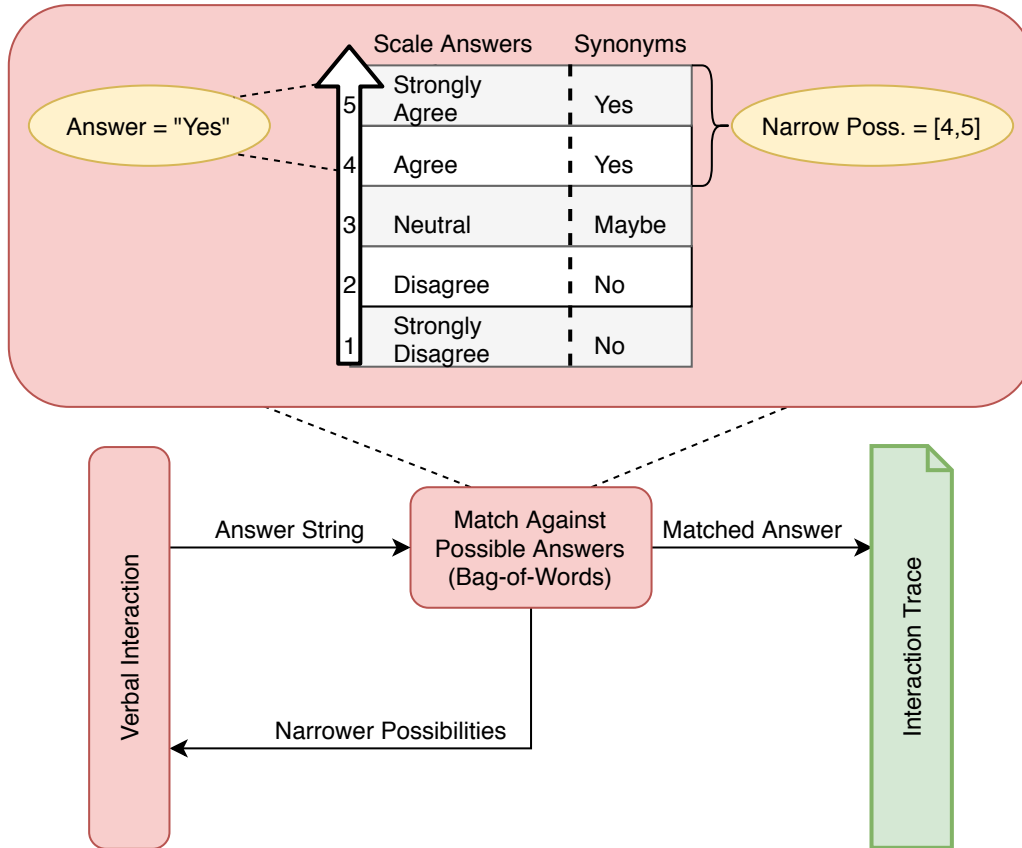 Scale Answers Synonyms
Answer = "Yes"
5 Strongly Agree Yes
4 Agree Yes
3 Neutral Maybe
2 Disagree No
1 Strongly Disagree No
Narrow Poss. = [4,5]
Verbal Interaction
Answer String
Match Against
Possible Answers
(Bag-of-Words)
Matched Answer
Interaction Trace
Narrower Possibilities